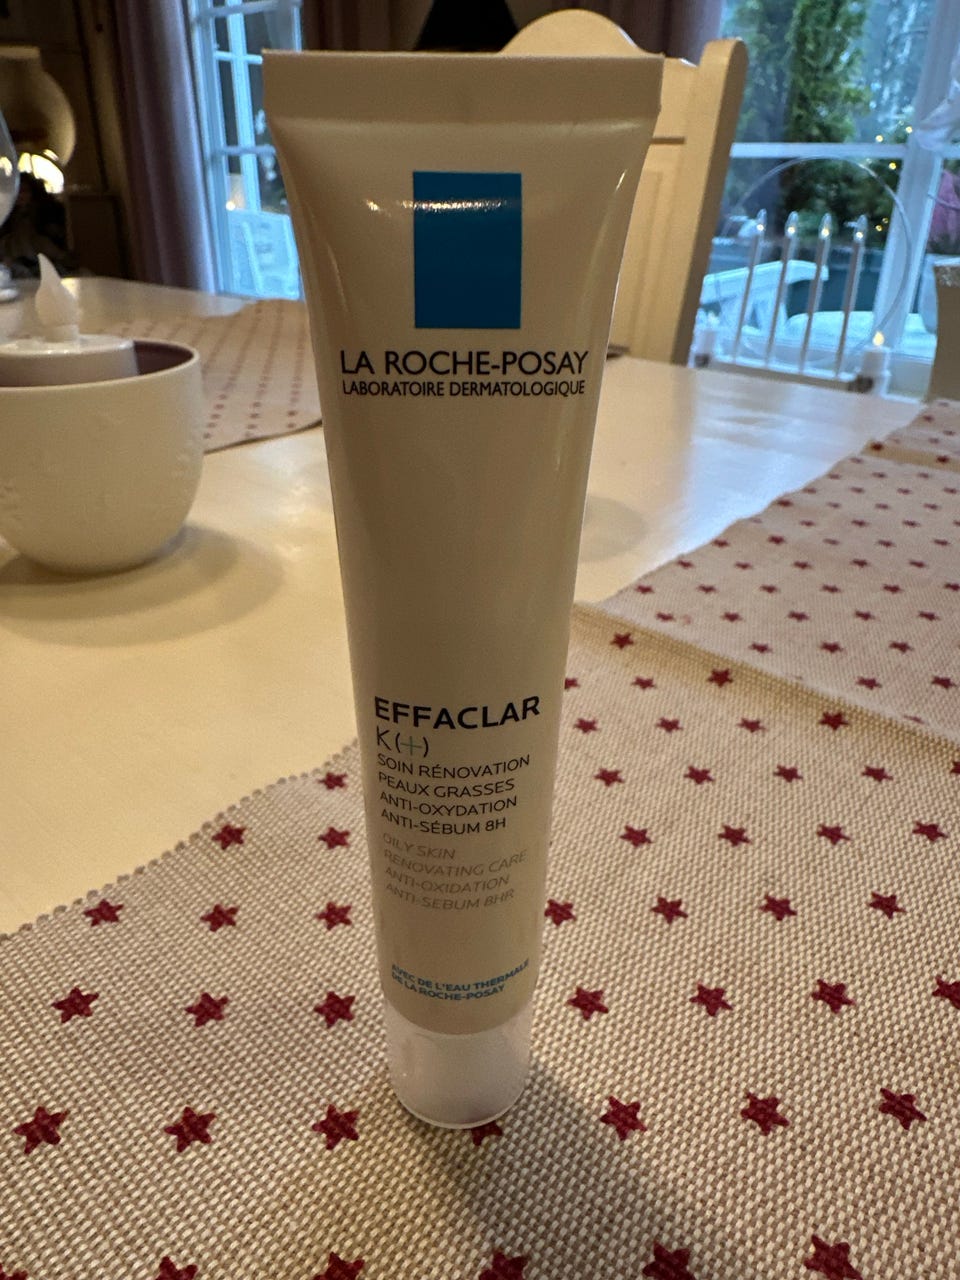 LA ROCHE-POSAY
LABORATOIRE DERMATOLOGIQUE
EFFACLAR
K(+)
SOIN RÉNOVATION
PEAUX GRASSES
ANTI-OXYDATION
ANTI-SÉBUM 8H
OILY SKIN
RENOVATING CARE
ANTI-OXIDATION
ANTI-SEBUM 8HR
AVEC DE L'EAU THERMALE
DE LA ROCHE-POSAY